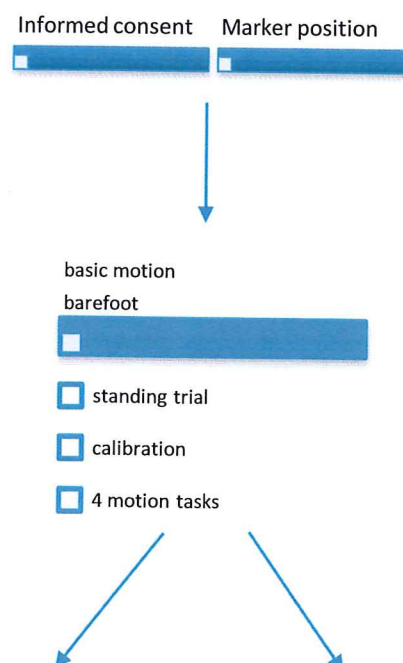 Informed consent
Marker position
basic motion
barefoot
standing trial
calibration
4 motion tasks